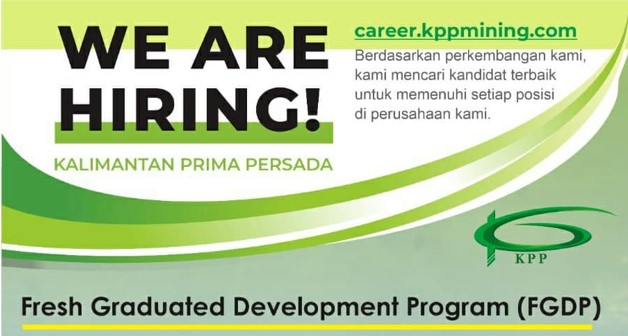 WE ARE
HIRING!
KALIMANTAN PRIMA PERSADA
career.kppmining.com
Berdasarkan perkembangan kami,
kami mencari kandidat terbaik
untuk memenuhi setiap posisi
di perusahaan kami.
KPP
Fresh Graduated Development Program (FGDP)